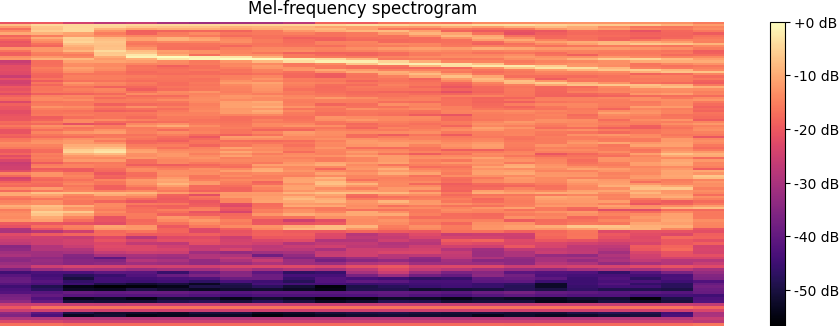 Mel-frequency spectrogram
+0 dB
-10 dB
-20 dB
-30 dB
-40 dB
-50 dB